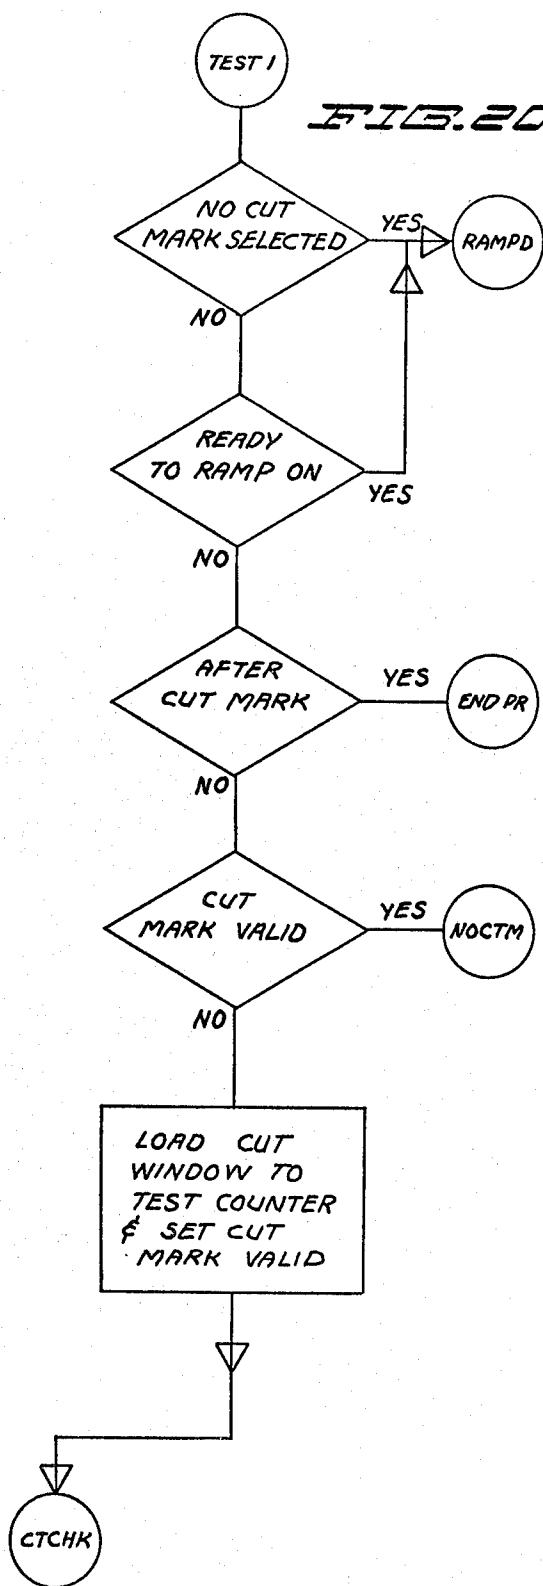 TEST 1
FIG. 20
NO CUT
MARK SELECTED
YES
RAMPD
NO
READY
TO RAMP ON
YES
NO
AFTER
CUT MARK
YES
END PR
NO
CUT
MARK VALID
YES
NOCTM
NO
LOAD CUT
WINDOW TO
TEST COUNTER
& SET CUT
MARK VALID
CTCHK